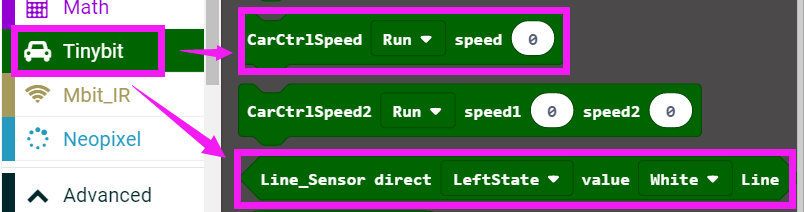 Math
Tinybit
Mbit_IR
Neopixel
Advanced
CarCtrlSpeed Run speed 0
CarCtrlSpeed2 Run speed1 0 speed2 0
Line_Sensor direct LeftState value White Line